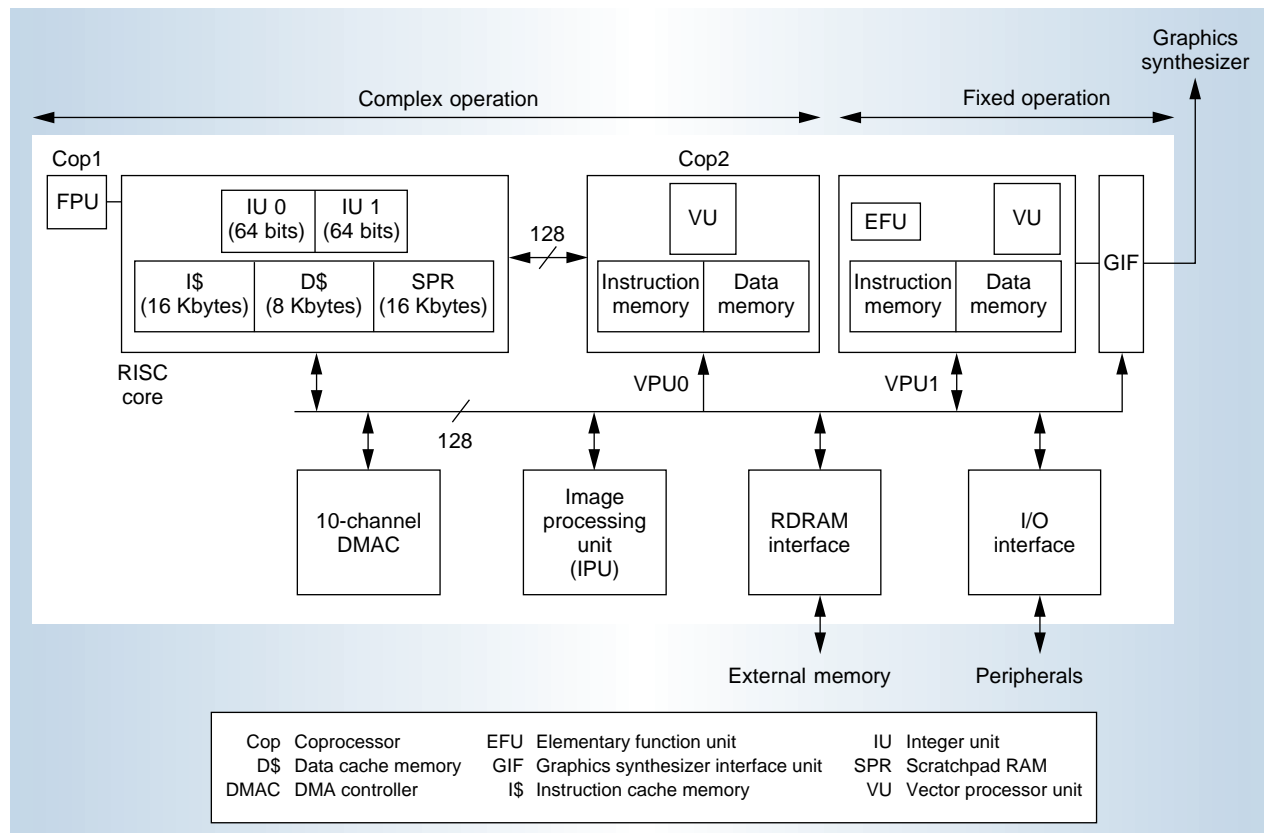 Graphics
synthesizer
Complex operation
Fixed operation
Cop1
Cop2
FPU
IU 0
(64 bits)
IU 1
(64 bits)
I$
(16 Kbytes)
D$
(8 Kbytes)
SPR
(16 Kbytes)
128
VU
Instruction
memory
Data
memory
EFU
VU
Instruction
memory
Data
memory
GIF
RISC
core
VPU0
VPU1
128
10-channel
DMAC
Image
processing
unit
(IPU)
RDRAM
interface
I/O
interface
External memory
Peripherals
Cop Coprocessor
D$ Data cache memory
DMAC DMA controller
EFU Elementary function unit
GIF Graphics synthesizer interface unit
I$ Instruction cache memory
IU Integer unit
SPR Scratchpad RAM
VU Vector processor unit